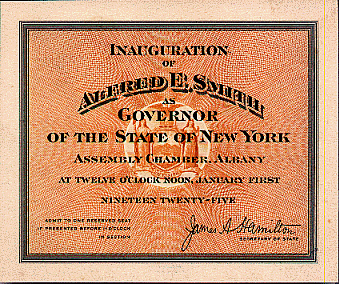 INAUGURATION
OF
ALFRED E. SMITH
AS
GOVERNOR
OF THE STATE OF NEW YORK
ASSEMBLY CHAMBER, ALBANY
AT TWELVE O'CLOCK NOON, JANUARY FIRST
NINETEEN TWENTY-FIVE
ADMIT TO ONE RESERVED SEAT
IF PRESENTED BEFORE O'CLOCK
IN SECTION
James A. Hamilton
SECRETARY OF STATE